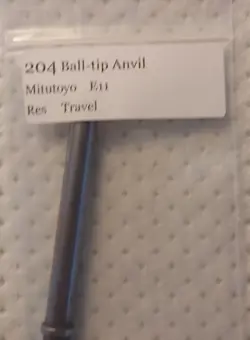 204 Ball-tip Anvil
Mitutoyo E11
Res Travel